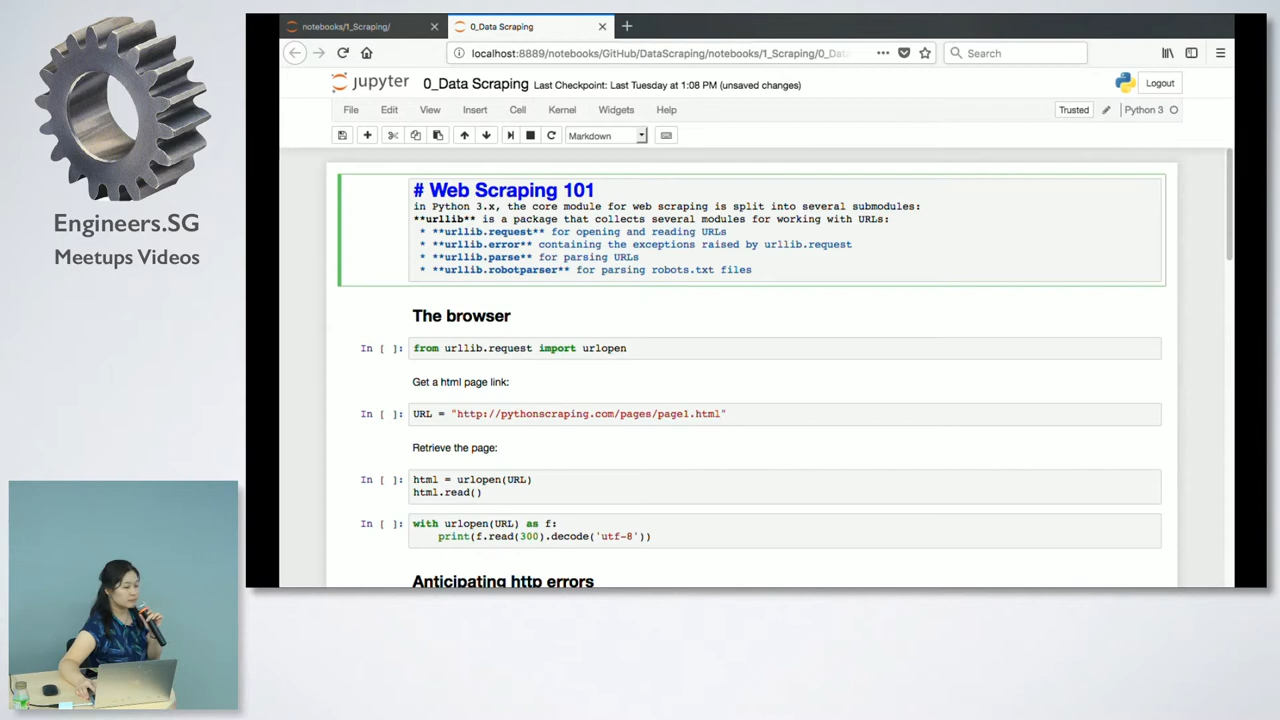 Engineers.SG
Meetups Videos
notebooks/1_Scraping/
0_Data Scraping
localhost:8889/notebooks/GitHub/DataScraping/notebooks/1_Scraping/0_Data
Search
jupyter
0_Data Scraping
Last Checkpoint: Last Tuesday at 1:08 PM (unsaved changes)
Logout
File Edit View Insert Cell Kernel Widgets Help
Trusted
Python 3
Markdown
# Web Scraping 101
in Python 3.x, the core module for web scraping is split into several submodules:
**urllib** is a package that collects several modules for working with URLs:
* **urllib.request** for opening and reading URLs
* **urllib.error** containing the exceptions raised by urllib.request
* **urllib.parse** for parsing URLs
* **urllib.robotparser** for parsing robots.txt files
The browser
In [ ]: from urllib.request import urlopen
Get a html page link:
In [ ]: URL = "http://pythonscraping.com/pages/page1.html"
Retrieve the page:
In [ ]: html = urlopen(URL)
html.read()
In [ ]: with urlopen(URL) as f:
print(f.read(300).decode('utf-8'))
Anticipating http errors